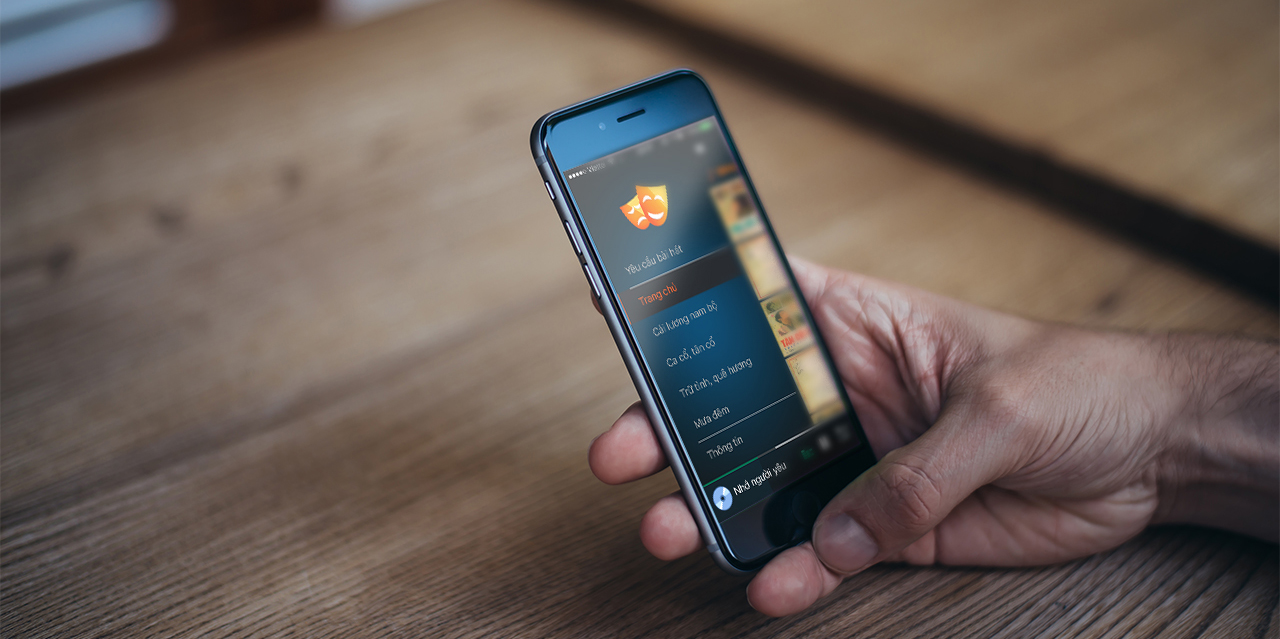 Yêu cầu bài hát
Trang chủ
Cải lương nam bộ
Ca cổ, tân cổ
Trữ tình, quê hương
Mưa đêm
Thông tin
Nhớ người yêu